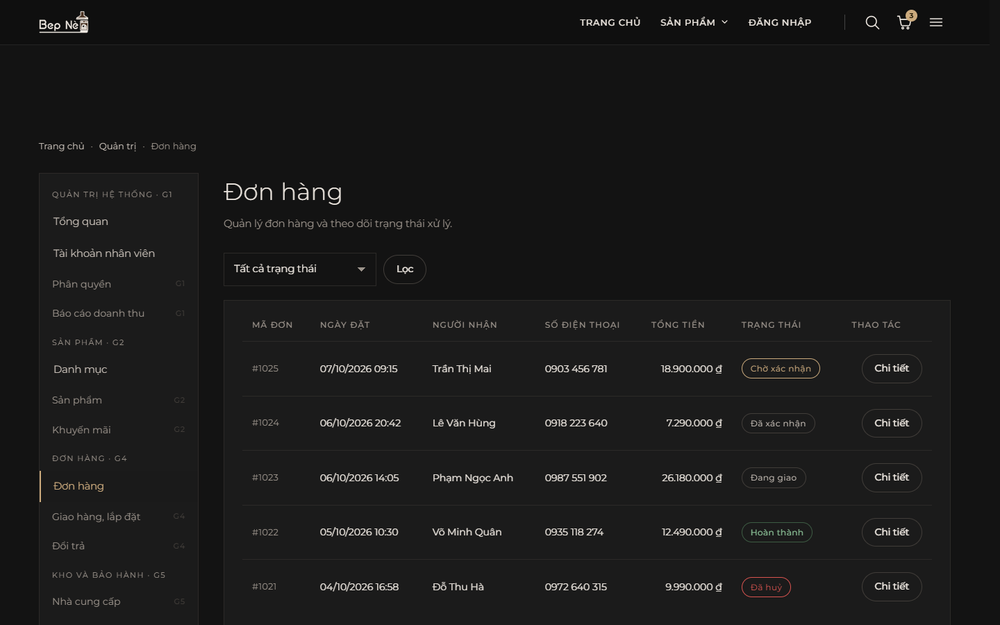 Bep Nè
TRANG CHỦ SẢN PHẨM ĐĂNG NHẬP 3
Trang chủ · Quản trị · Đơn hàng
QUẢN TRỊ HỆ THỐNG · G1
Tổng quan
Tài khoản nhân viên
Phân quyền G1
Báo cáo doanh thu G1
SẢN PHẨM · G2
Danh mục
Sản phẩm G2
Khuyến mãi G2
ĐƠN HÀNG · G4
Đơn hàng
Giao hàng, lắp đặt G4
Đổi trả G4
KHO VÀ BẢO HÀNH · G5
Nhà cung cấp G5
Đơn hàng
Quản lý đơn hàng và theo dõi trạng thái xử lý.
Tất cả trạng thái Lọc
MÃ ĐƠN NGÀY ĐẶT NGƯỜI NHẬN SỐ ĐIỆN THOẠI TỔNG TIỀN TRẠNG THÁI THAO TÁC
#1025 07/10/2026 09:15 Trần Thị Mai 0903 456 781 18.900.000 ₫ Chờ xác nhận Chi tiết
#1024 06/10/2026 20:42 Lê Văn Hùng 0918 223 640 7.290.000 ₫ Đã xác nhận Chi tiết
#1023 06/10/2026 14:05 Phạm Ngọc Anh 0987 551 902 26.180.000 ₫ Đang giao Chi tiết
#1022 05/10/2026 10:30 Võ Minh Quân 0935 118 274 12.490.000 ₫ Hoàn thành Chi tiết
#1021 04/10/2026 16:58 Đỗ Thu Hà 0972 640 315 9.990.000 ₫ Đã huỷ Chi tiết